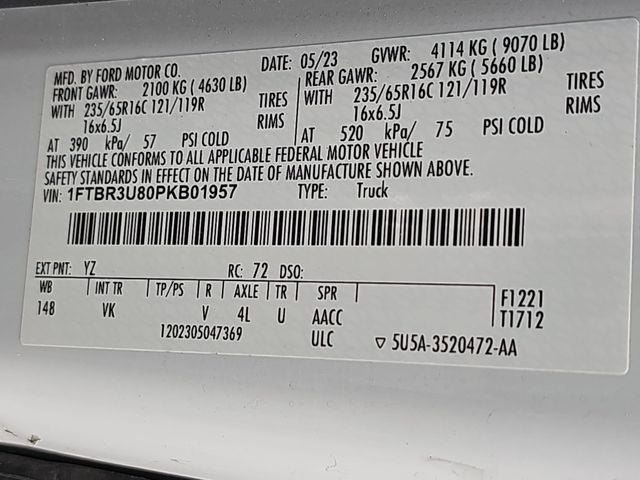 MFD. BY FORD MOTOR CO. DATE: 05/23 GVWR: 4114 KG ( 9070 LB)
FRONT GAWR: 2100 KG ( 4630 LB) REAR GAWR: 2567 KG ( 5660 LB)
WITH 235/65R16C 121/119R TIRES WITH 235/65R16C 121/119R TIRES
16x6.5J RIMS 16x6.5J RIMS
AT 390 kPa/ 57 PSI COLD AT 520 kPa/ 75 PSI COLD
THIS VEHICLE CONFORMS TO ALL APPLICABLE FEDERAL MOTOR VEHICLE
SAFETY STANDARDS IN EFFECT ON THE DATE OF MANUFACTURE SHOWN ABOVE.
VIN: 1FTBR3U80PKB01957 TYPE: Truck
EXT PNT: YZ RC: 72 DSO:
WB INT TR TP/PS R AXLE TR SPR F1221
148 VK V 4L U AACC T1712
1202305047369 ULC ▽ 5U5A-3520472-AA